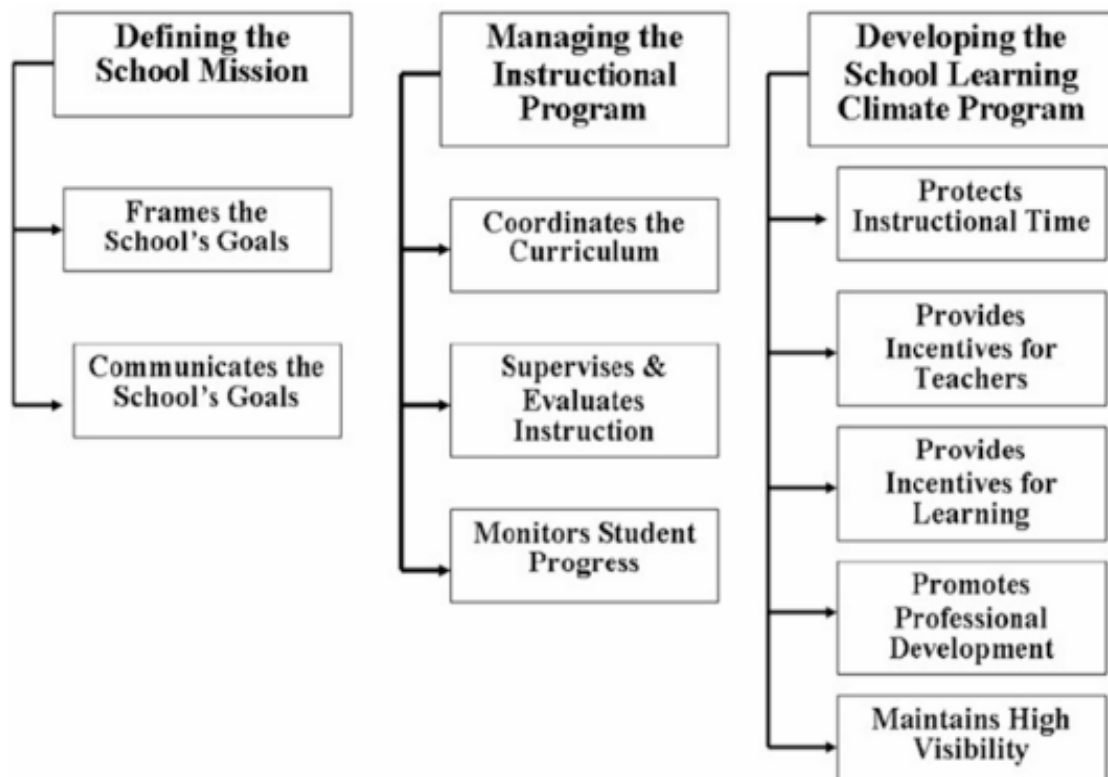 Defining the
School Mission
Frames the
School's Goals
Communicates the
School's Goals
Managing the
Instructional
Program
Coordinates the
Curriculum
Supervises &
Evaluates
Instruction
Monitors Student
Progress
Developing the
School Learning
Climate Program
Protects
Instructional Time
Provides
Incentives for
Teachers
Provides
Incentives for
Learning
Promotes
Professional
Development
Maintains High
Visibility